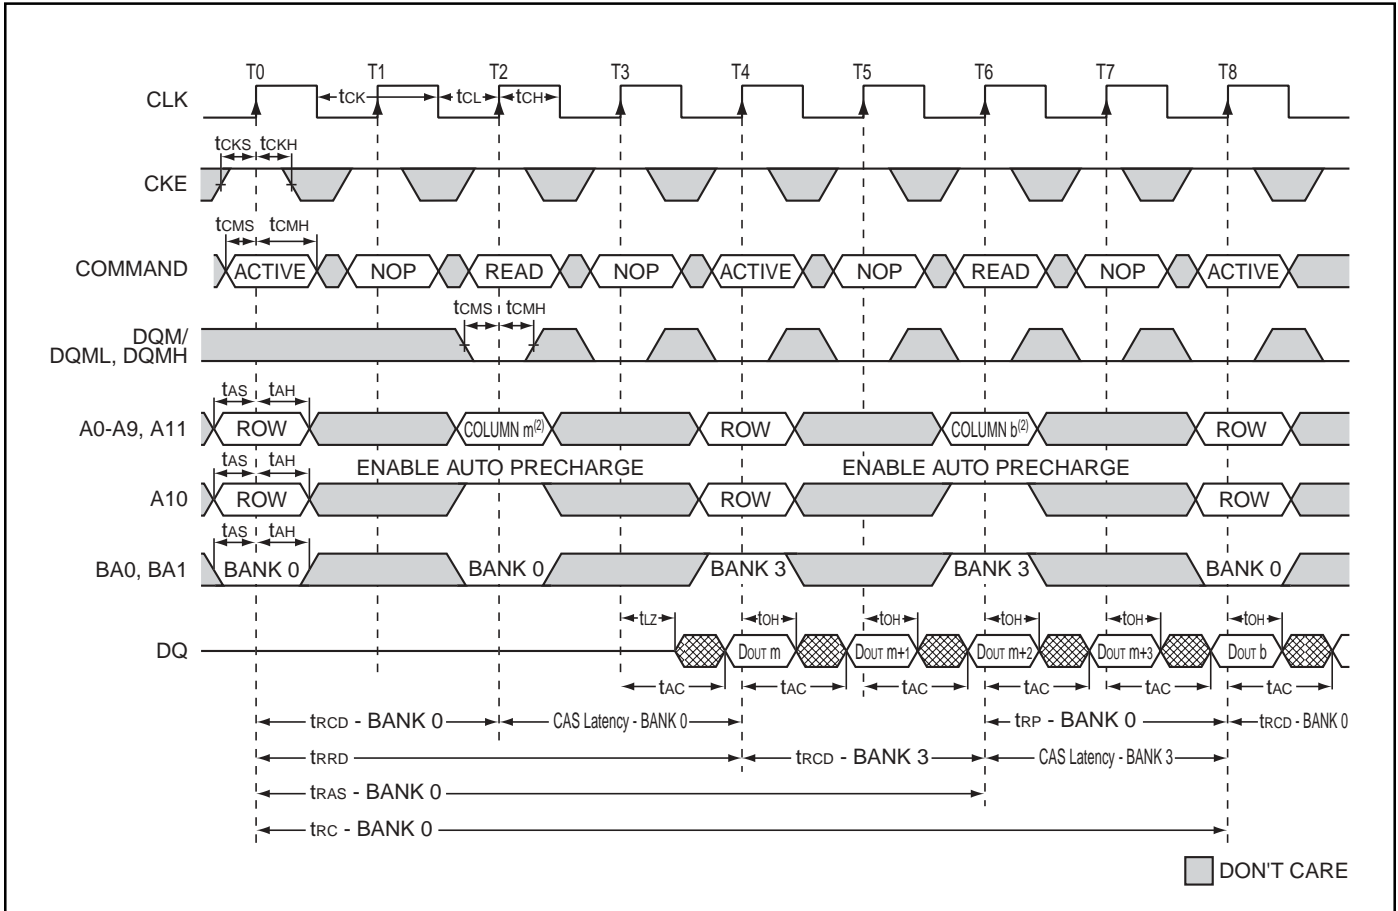 T0 T1 T2 T3 T4 T5 T6 T7 T8
CLK tCK tCL tCH
tCKS tCKH
CKE
tCMS tCMH
COMMAND ACTIVE NOP READ NOP ACTIVE NOP READ NOP ACTIVE
tCMS tCMH
DQM/
DQML, DQMH
tAS tAH
A0-A9, A11 ROW COLUMN m(2) ROW COLUMN b(2) ROW
tAS tAH ENABLE AUTO PRECHARGE ENABLE AUTO PRECHARGE
A10 ROW ROW ROW
tAS tAH
BA0, BA1 BANK 0 BANK 0 BANK 3 BANK 3 BANK 0
tLZ tOH tOH tOH tOH tOH
DQ DOUT m DOUT m+1 DOUT m+2 DOUT m+3 DOUT b
tAC tAC tAC tAC tAC tAC
tRCD - BANK 0 CAS Latency - BANK 0 tRP - BANK 0 tRCD - BANK 0
tRRD tRCD - BANK 3 CAS Latency - BANK 3
tRAS - BANK 0
tRC - BANK 0
DON'T CARE